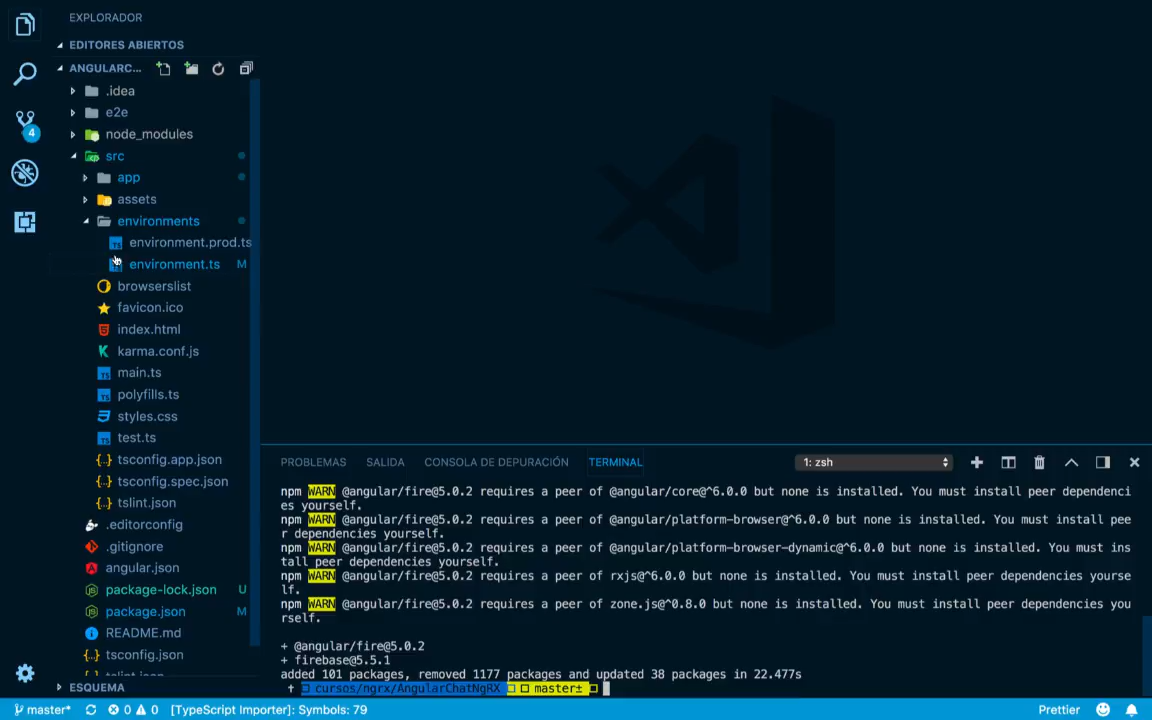 EXPLORADOR
EDITORES ABIERTOS
ANGULARC...
.idea
e2e
node_modules
src
app
assets
environments
environment.prod.ts
environment.ts M
browserslist
favicon.ico
index.html
karma.conf.js
main.ts
polyfills.ts
styles.css
test.ts
tsconfig.app.json
tsconfig.spec.json
tslint.json
.editorconfig
.gitignore
angular.json
package-lock.json U
package.json M
README.md
tsconfig.json
tslint.json
ESQUEMA
4
PROBLEMAS SALIDA CONSOLA DE DEPURACIÓN TERMINAL 1: zsh
npm WARN @angular/fire@5.0.2 requires a peer of @angular/core@^6.0.0 but none is installed. You must install peer dependenci
es yourself.
npm WARN @angular/fire@5.0.2 requires a peer of @angular/platform-browser@^6.0.0 but none is installed. You must install pee
r dependencies yourself.
npm WARN @angular/fire@5.0.2 requires a peer of @angular/platform-browser-dynamic@^6.0.0 but none is installed. You must ins
tall peer dependencies yourself.
npm WARN @angular/fire@5.0.2 requires a peer of rxjs@^6.0.0 but none is installed. You must install peer dependencies yourse
lf.
npm WARN @angular/fire@5.0.2 requires a peer of zone.js@^0.8.0 but none is installed. You must install peer dependencies you
rself.
+ @angular/fire@5.0.2
+ firebase@5.5.1
added 101 packages, removed 1177 packages and updated 38 packages in 22.477s
cursos/ngrx/AngularChatNgRX master±
master* 0 0 [TypeScript Importer]: Symbols: 79 Prettier